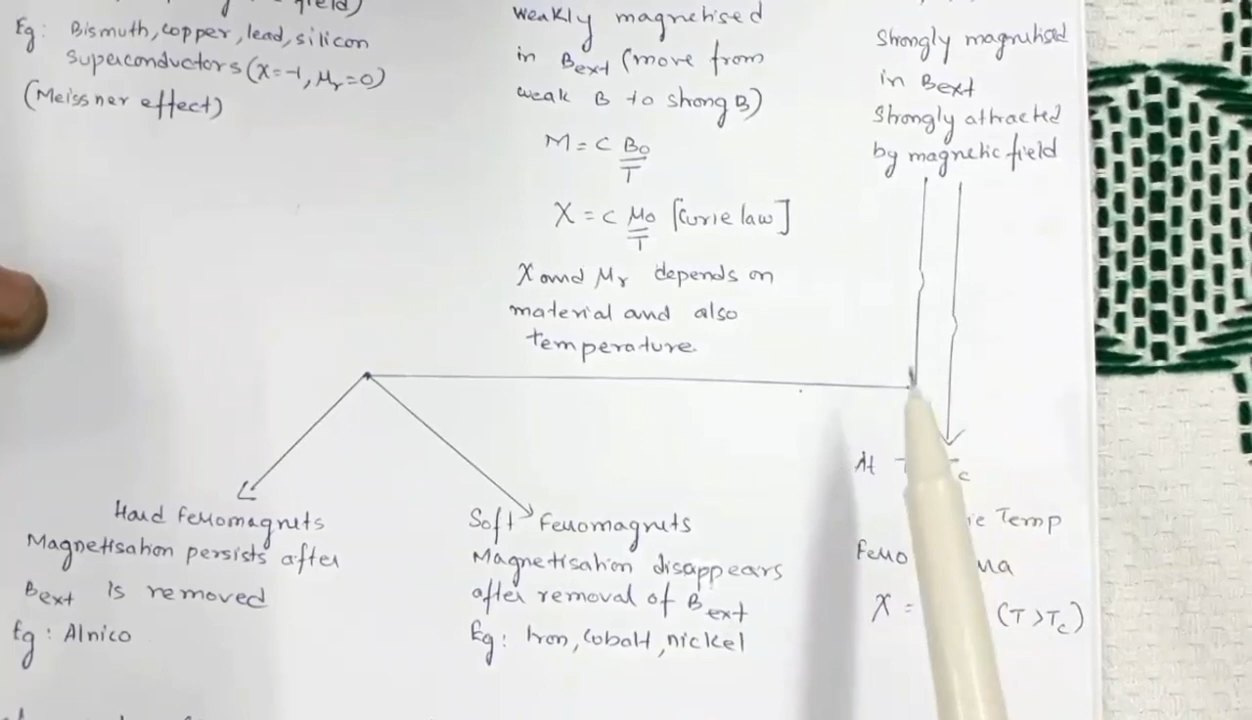 Eg: Bismuth, copper, lead, silicon
Superconductors (χ=-1, μr=0)
(Meissner effect)
Weakly magnetised
in Bext (move from
weak B to strong B)
M = C B0/T
χ = C μ0/T [Curie law]
χ and μr depends on
material and also
temperature.
Strongly magnetised
in Bext
Strongly attracted
by magnetic field
Hard ferromagnets
Magnetisation persists after
Bext is removed
Eg: Alnico
Soft ferromagnets
Magnetisation disappears
after removal of Bext
Eg: Iron, Cobalt, nickel
At
c
Temp
Ferro
χ = (T>Tc)